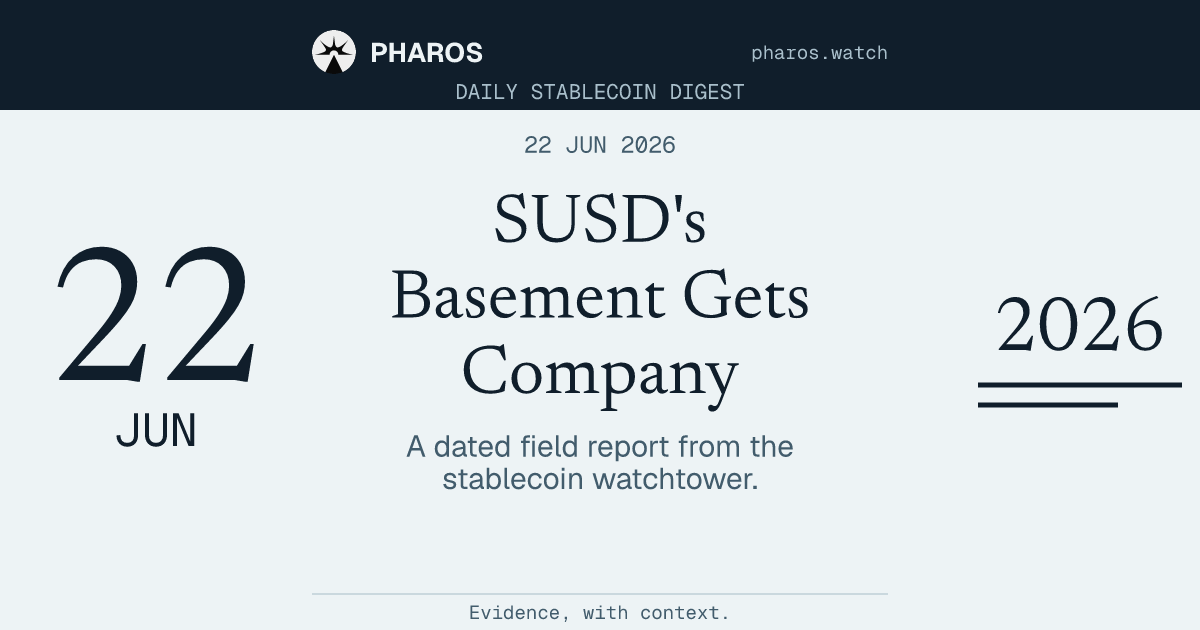 PHAROS
pharos.watch
DAILY STABLECOIN DIGEST
22 JUN 2026
SUSD's
Basement Gets
Company
A dated field report from the
stablecoin watchtower.
22
JUN
2026
Evidence, with context.